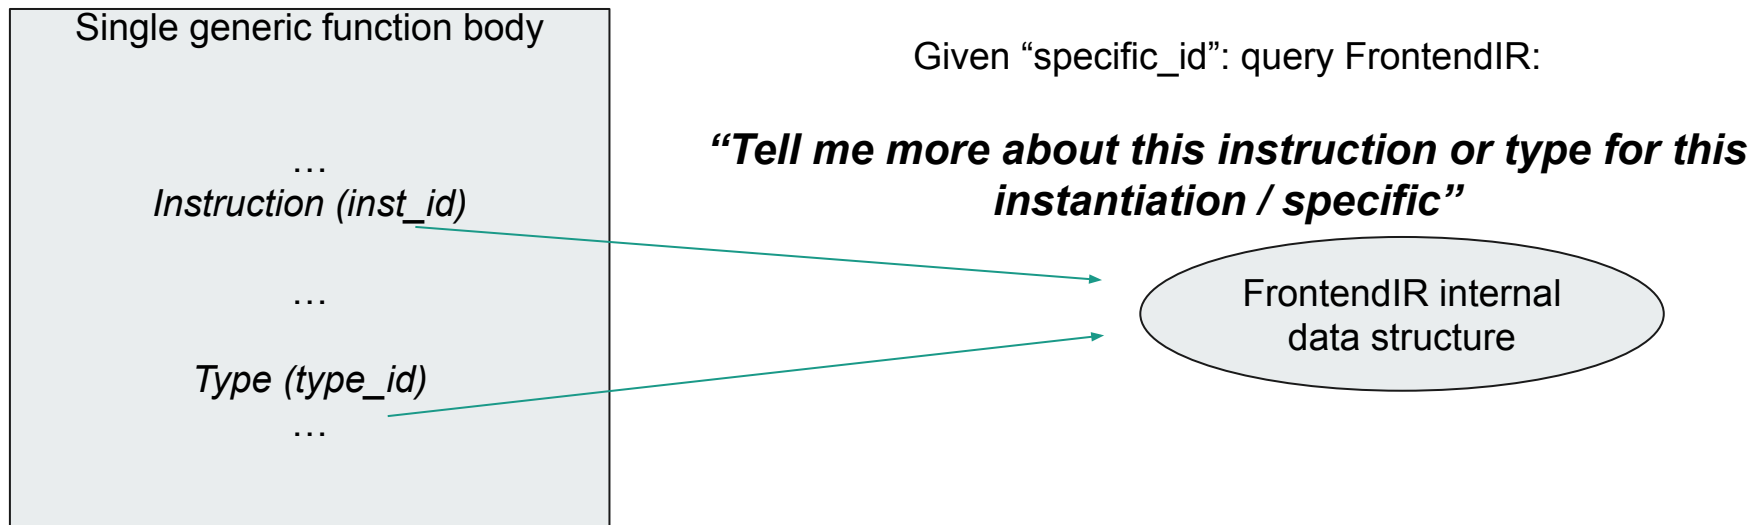 Single generic function body
…
Instruction (inst_id)
…
Type (type_id)
…
Given “specific_id”: query FrontendIR:
“Tell me more about this instruction or type for this
instantiation / specific”
FrontendIR internal
data structure